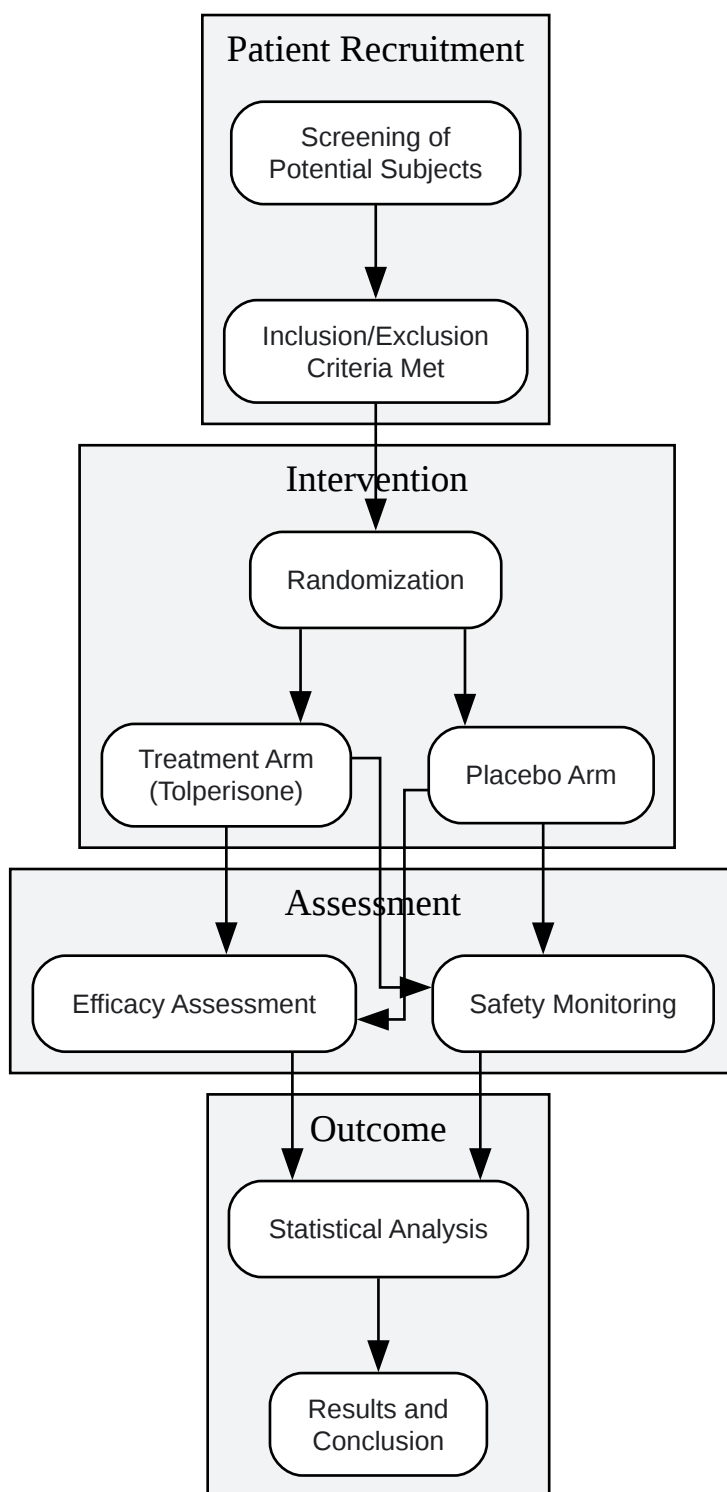 Patient Recruitment
Screening of
Potential Subjects
Inclusion/Exclusion
Criteria Met
Intervention
Randomization
Treatment Arm
(Tolperisone)
Placebo Arm
Assessment
Efficacy Assessment
Safety Monitoring
Outcome
Statistical Analysis
Results and
Conclusion